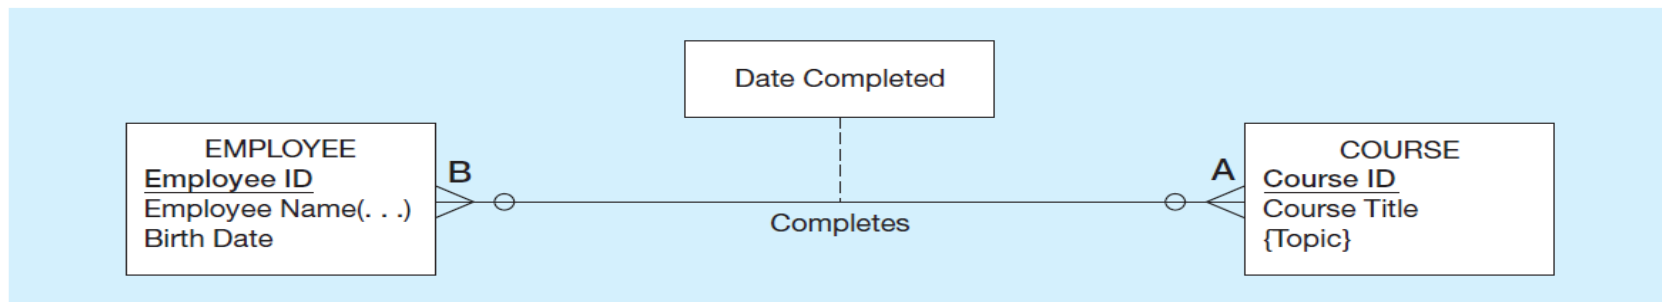 Date Completed
EMPLOYEE
Employee ID
Employee Name(. . .)
Birth Date
B
Completes
A
COURSE
Course ID
Course Title
{Topic}